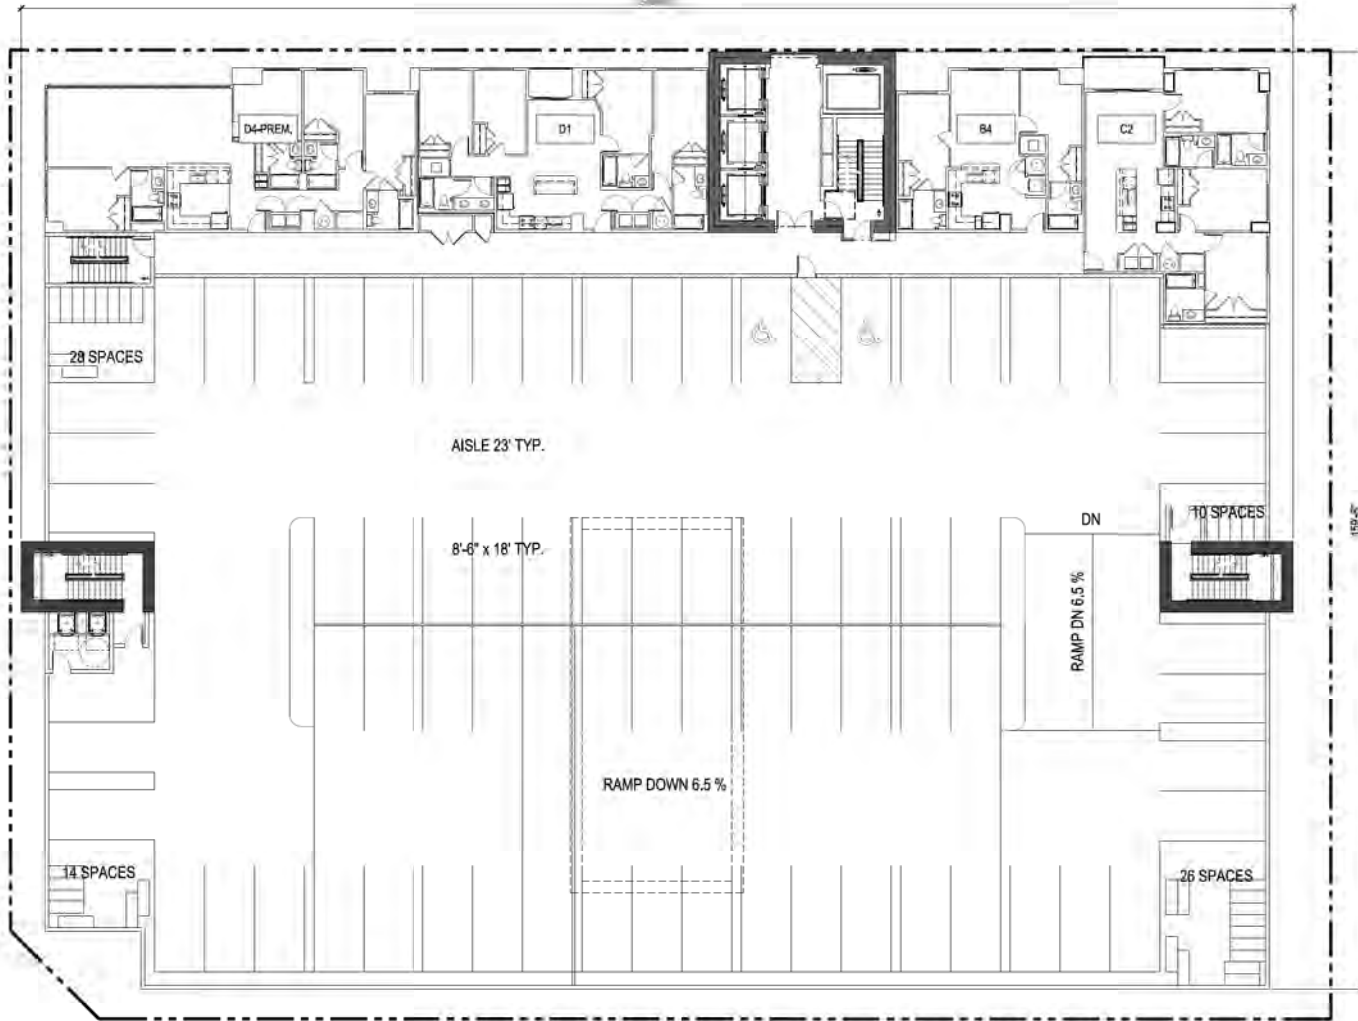 D4-PREM.
D1
B4
C2
28 SPACES
AISLE 23' TYP.
10 SPACES
DN
8'-6" x 18' TYP.
RAMP DN 6.5 %
RAMP DOWN 6.5 %
14 SPACES
26 SPACES